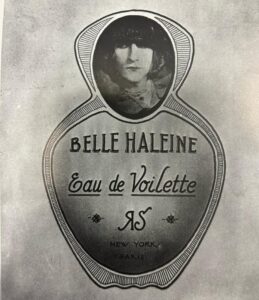 BELLE HALEINE
Eau de Voilette
RS
NEW YORK
PARIS